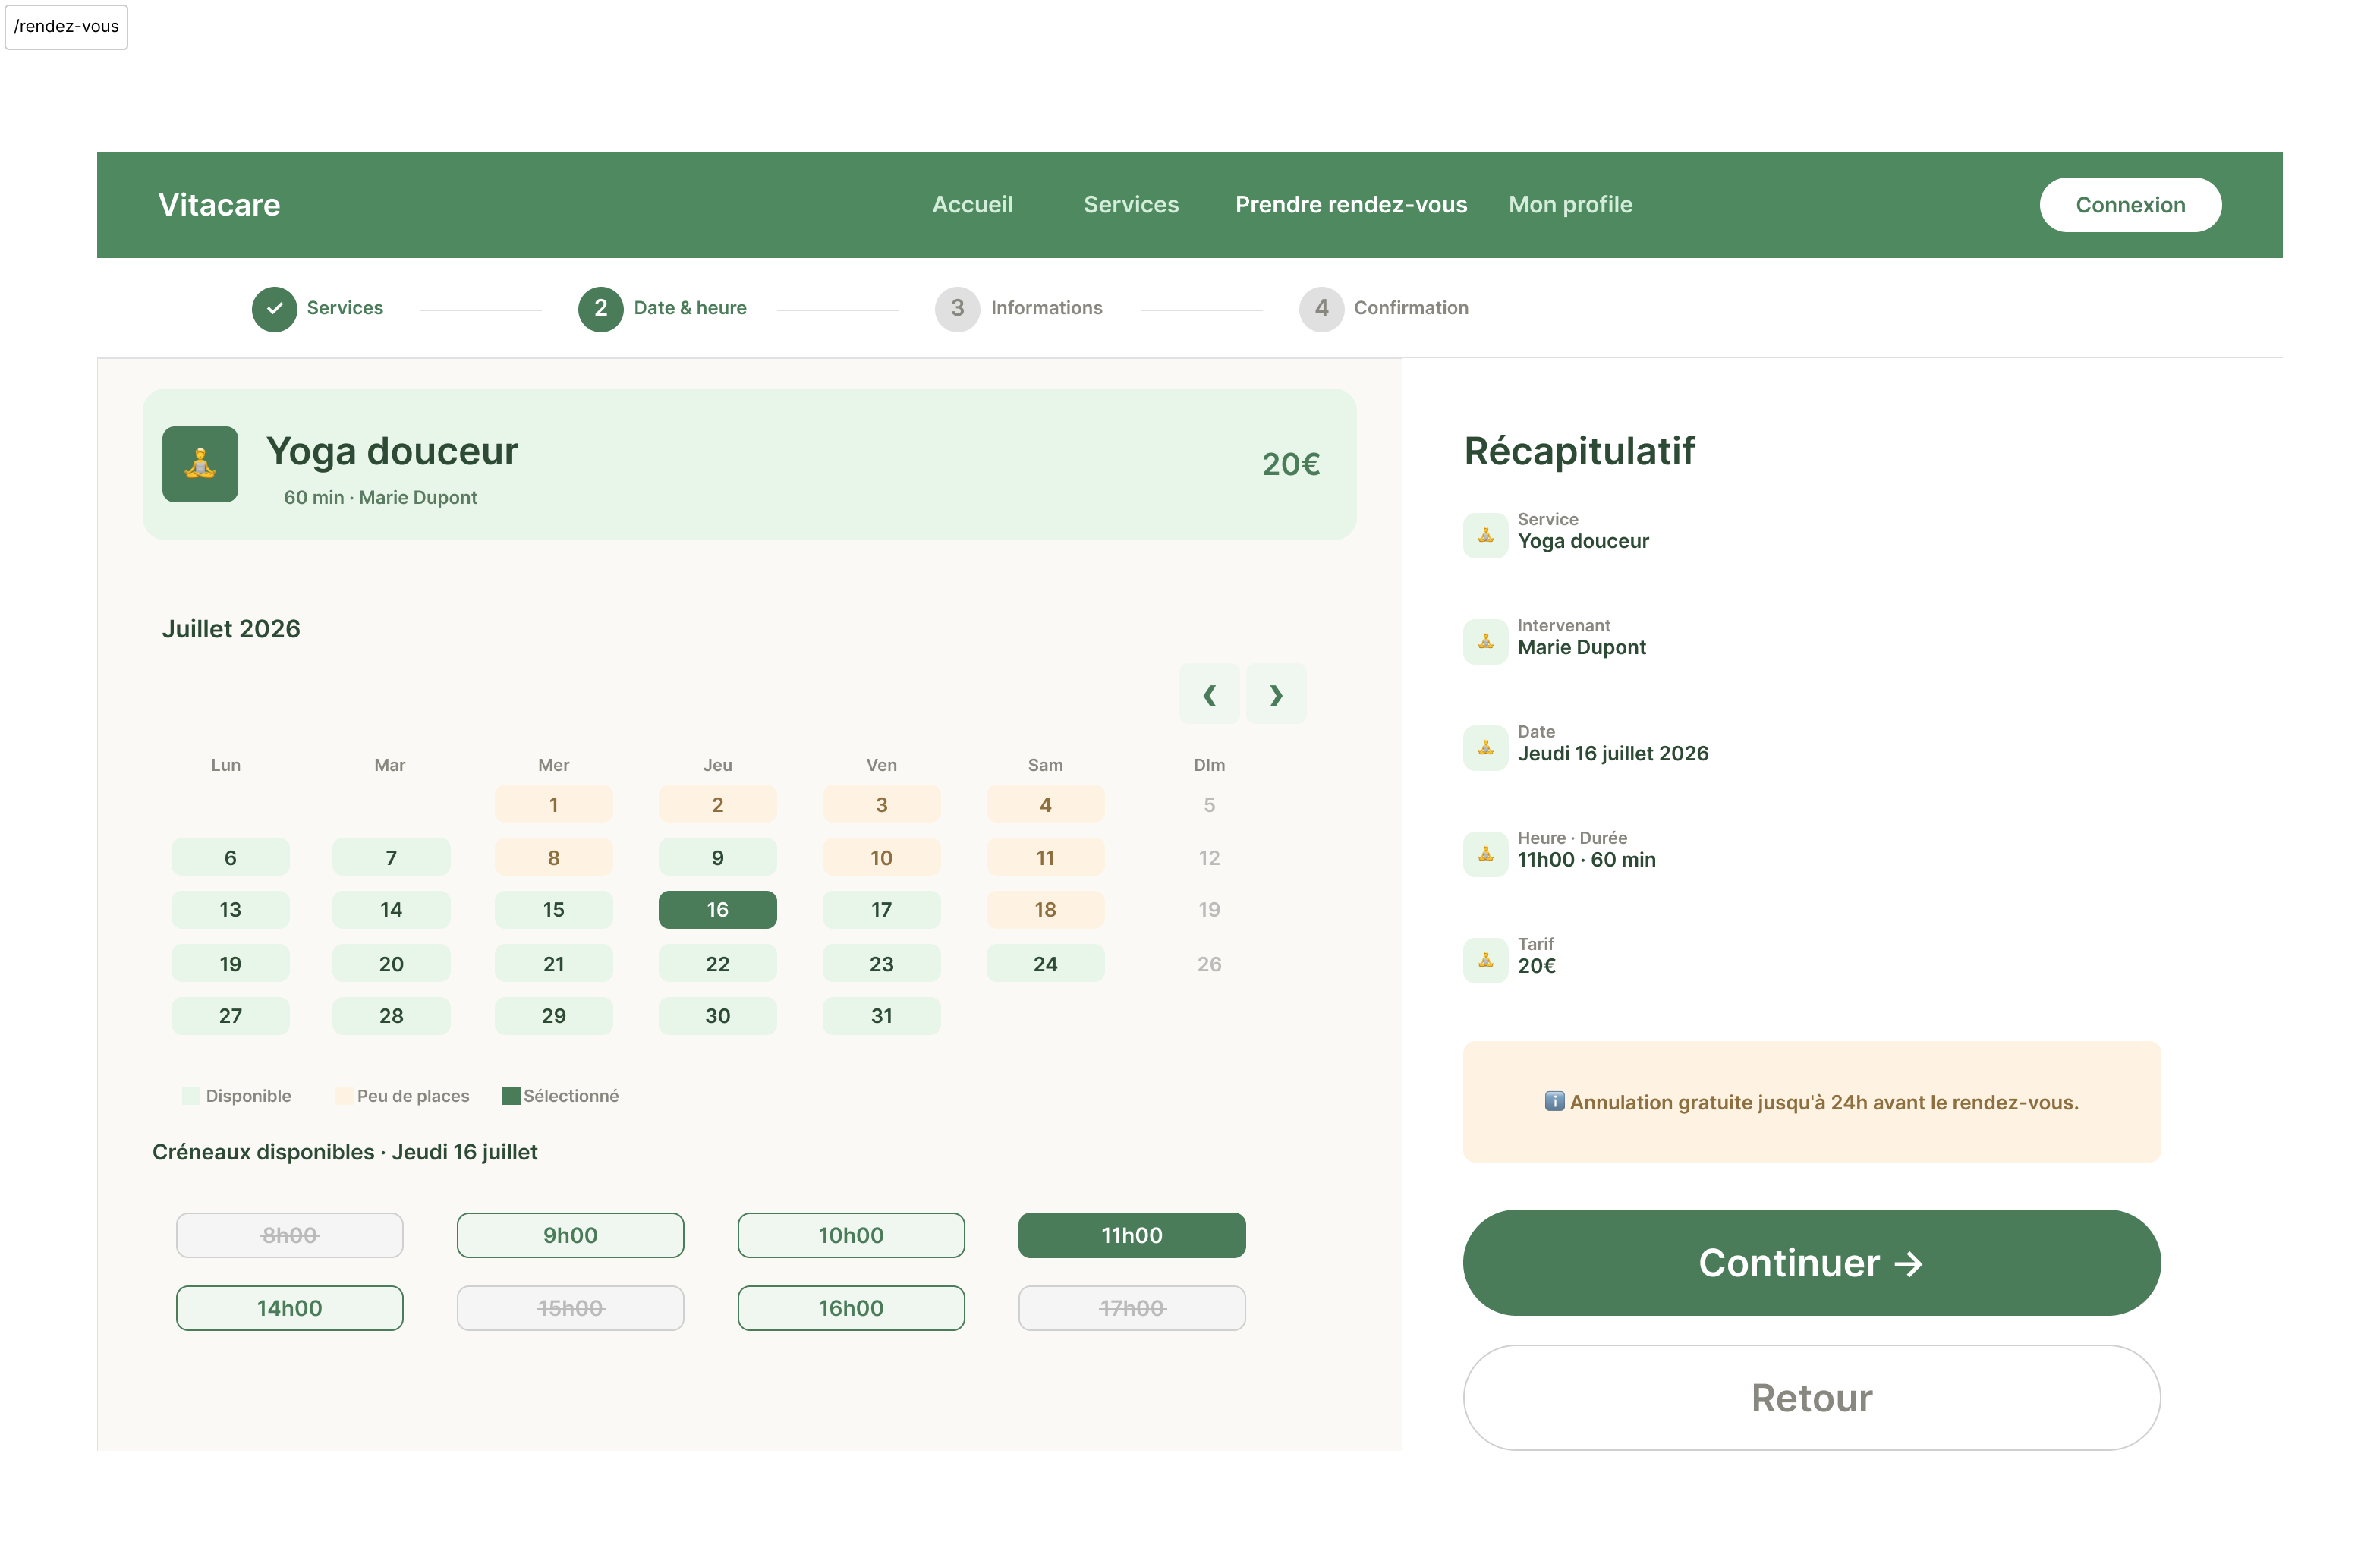 /rendez-vous
Vitacare
Accueil Services Prendre rendez-vous Mon profile
Connexion
Services
2 Date & heure
3 Informations
4 Confirmation
Yoga douceur
60 min · Marie Dupont
20€
Juillet 2026
❮ ❯
Lun Mar Mer Jeu Ven Sam DIm
1 2 3 4 5
6 7 8 9 10 11 12
13 14 15 16 17 18 19
19 20 21 22 23 24 26
27 28 29 30 31
Disponible Peu de places Sélectionné
Créneaux disponibles · Jeudi 16 juillet
8h00 9h00 10h00 11h00
14h00 15h00 16h00 17h00
Récapitulatif
Service
Yoga douceur
Intervenant
Marie Dupont
Date
Jeudi 16 juillet 2026
Heure · Durée
11h00 · 60 min
Tarif
20€
ℹ️ Annulation gratuite jusqu'à 24h avant le rendez-vous.
Continuer →
Retour